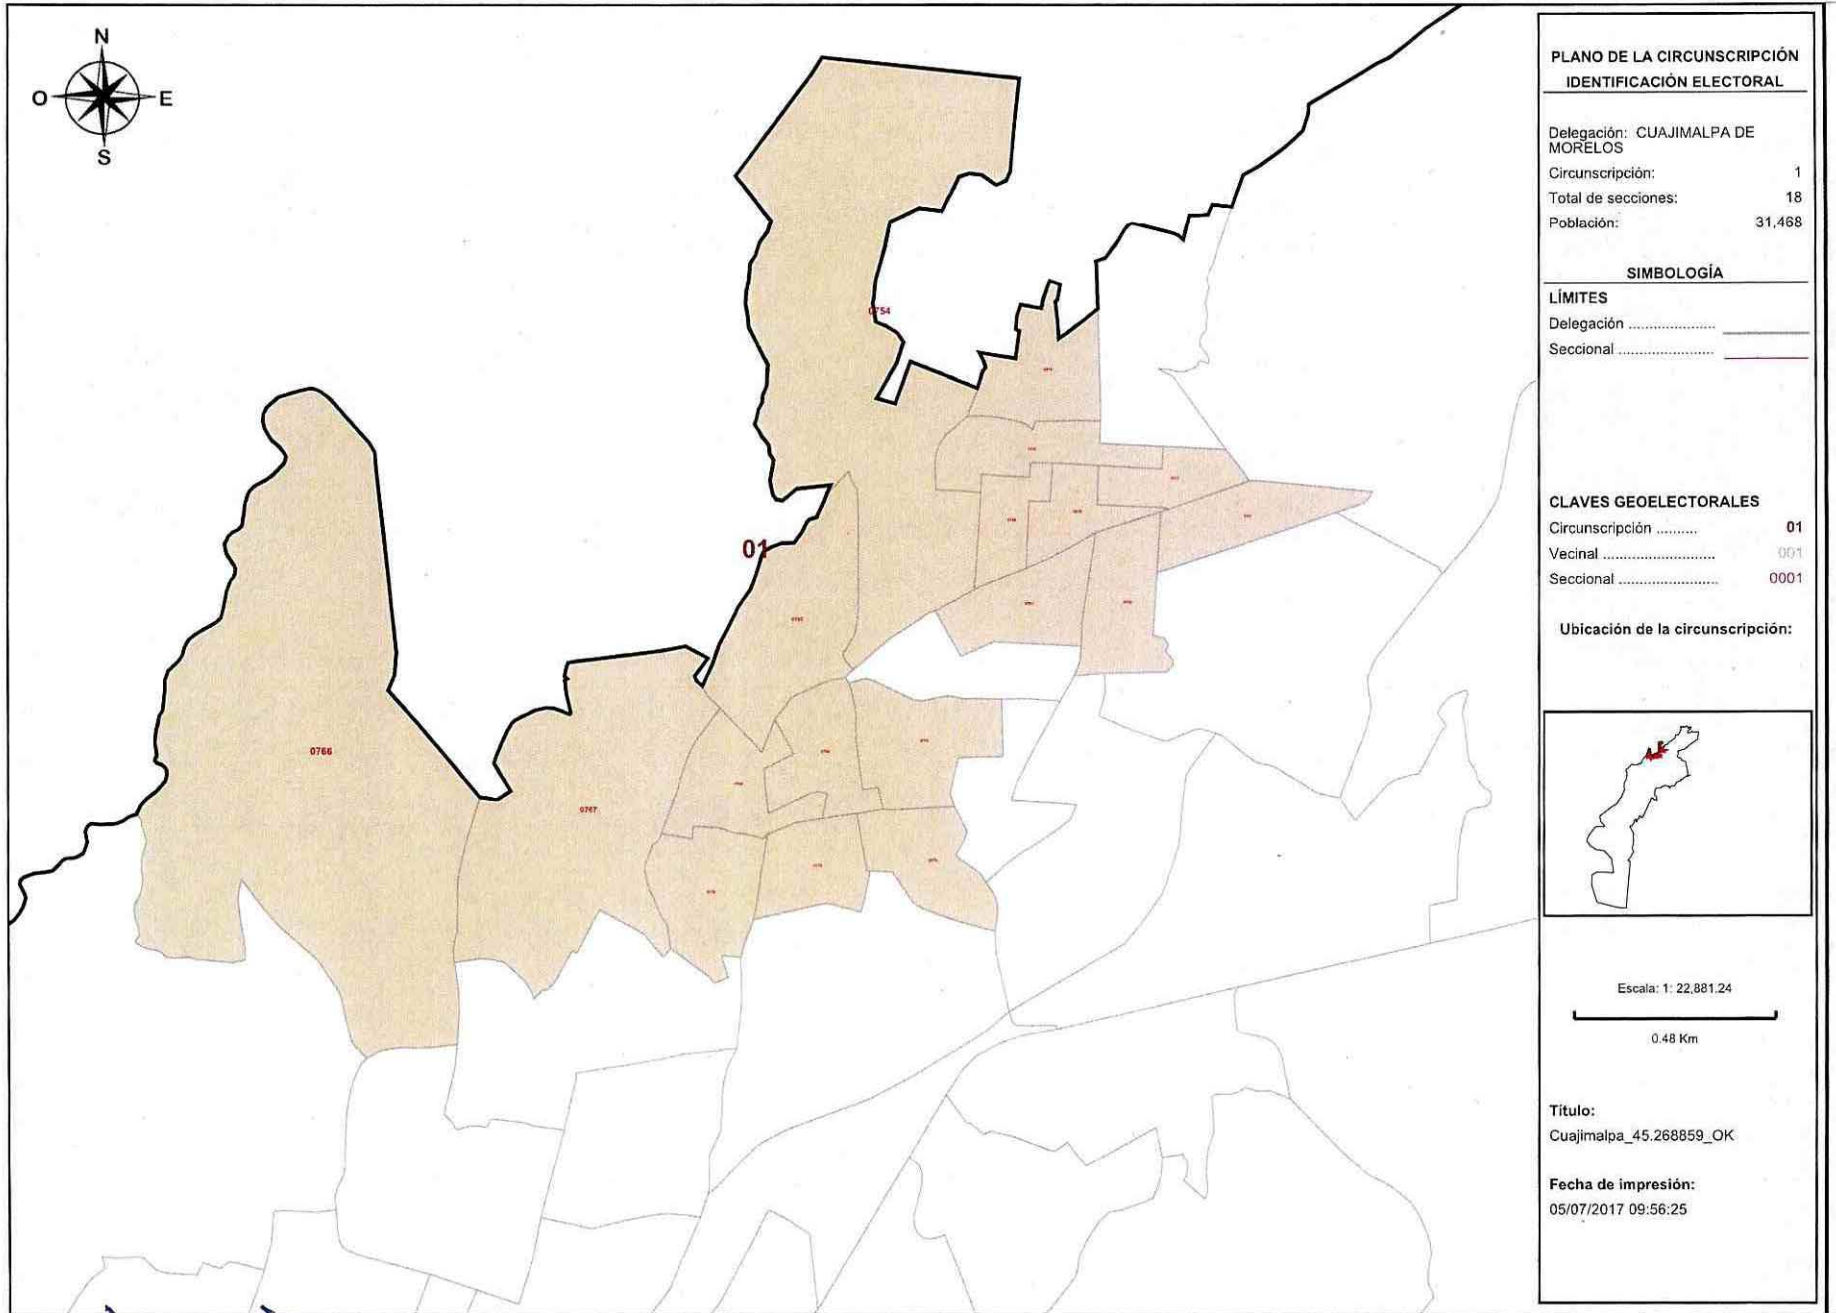 N
O E
S
0754
01
0766
0767
PLANO DE LA CIRCUNSCRIPCIÓN
IDENTIFICACIÓN ELECTORAL
Delegación: CUAJIMALPA DE
MORELOS
Circunscripción: 1
Total de secciones: 18
Población: 31,468
SIMBOLOGÍA
LÍMITES
Delegación ....................
Seccional ......................
CLAVES GEOELECTORALES
Circunscripción .......... 01
Vecinal .......................... 001
Seccional ....................... 0001
Ubicación de la circunscripción:
Escala: 1: 22,881.24
0.48 Km
Título:
Cuajimalpa_45.268859_OK
Fecha de impresión:
05/07/2017 09:56:25